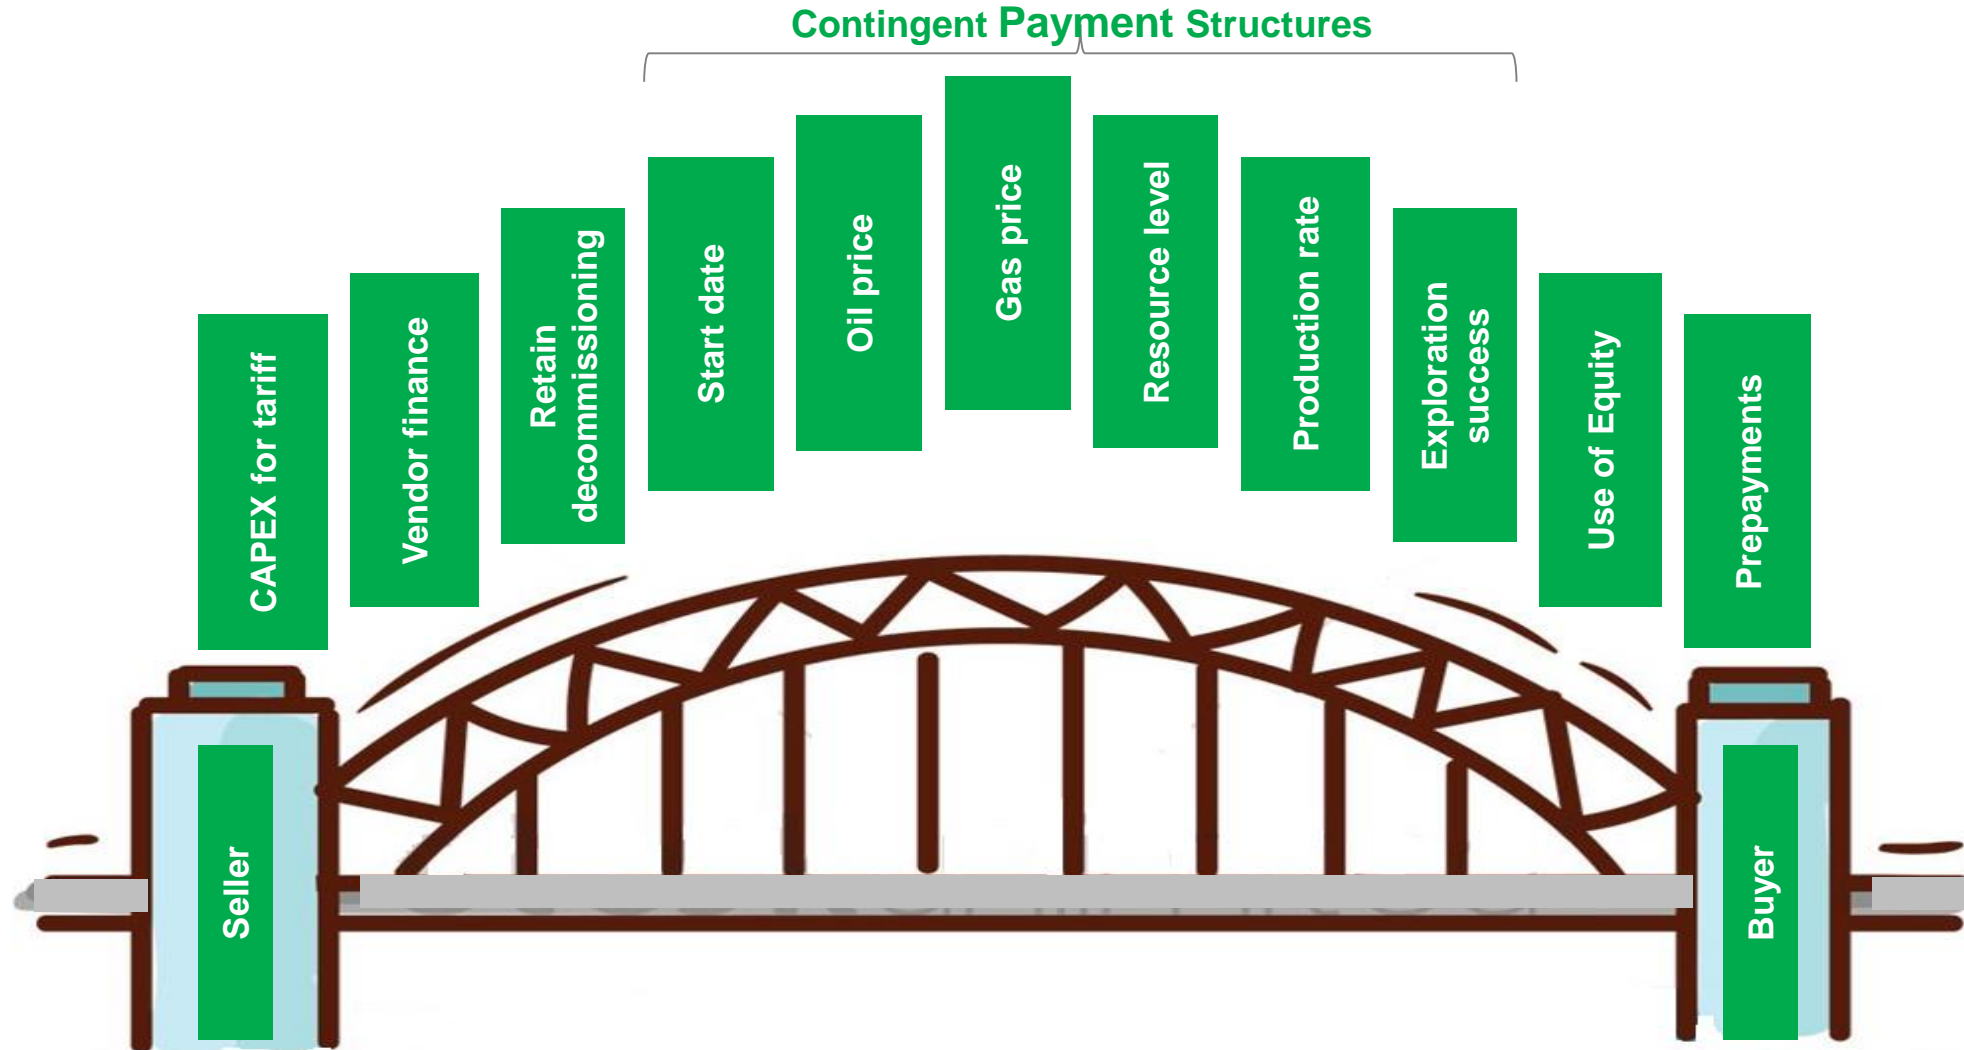 Contingent Payment Structures
CAPEX for tariff
Vendor finance
Retain
decommissioning
Start date
Oil price
Gas price
Resource level
Production rate
Exploration
success
Use of Equity
Prepayments
Seller
Buyer